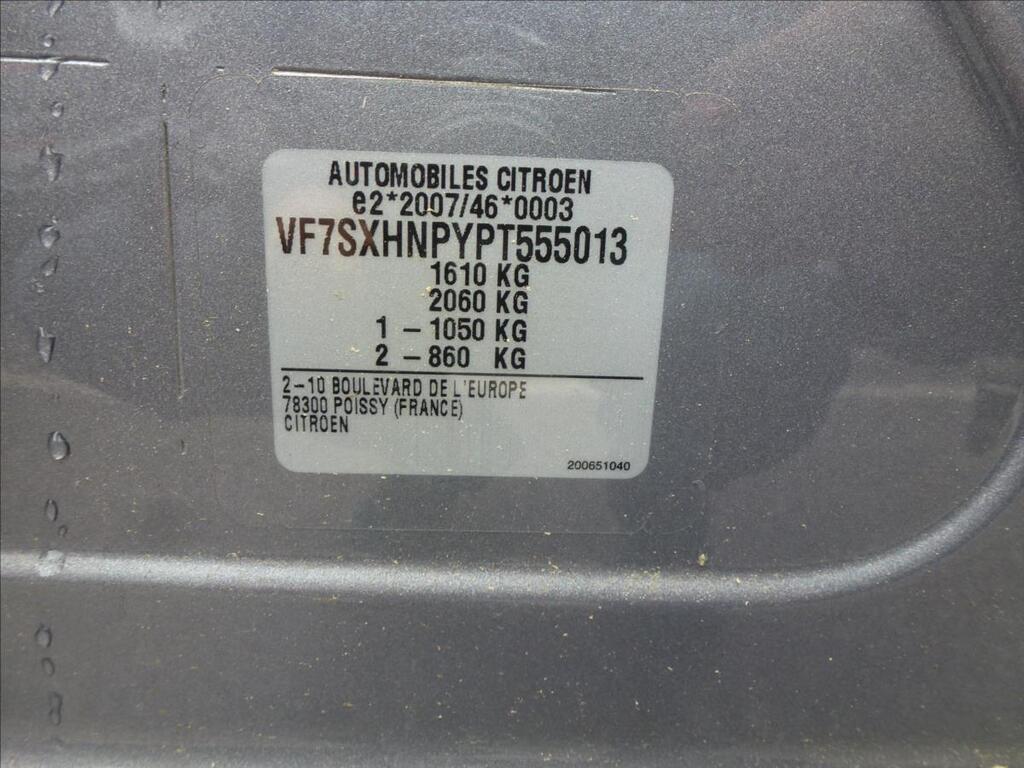 AUTOMOBILES CITROEN
e2*2007/46*0003
VF7SXHNPYPT555013
1610 KG
2060 KG
1 - 1050 KG
2 - 860 KG
2-10 BOULEVARD DE L'EUROPE
78300 POISSY (FRANCE)
CITROEN
200651040